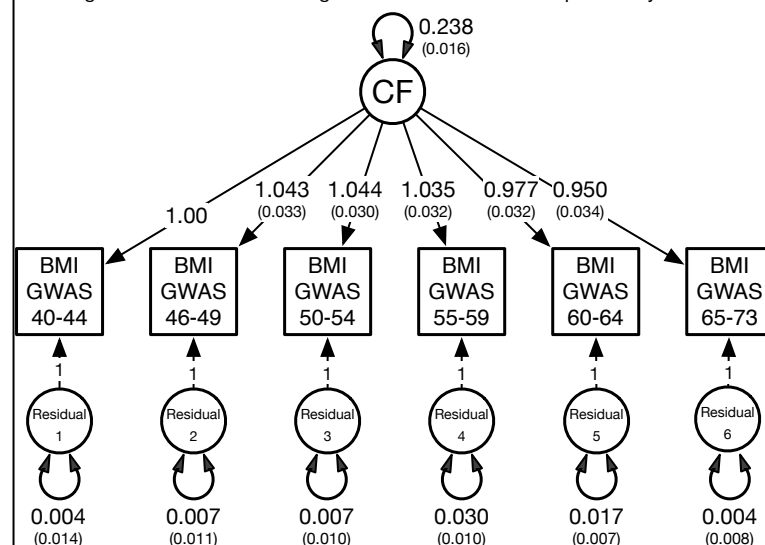 0.238
(0.016)
CF
1.043 1.044 1.035 0.977 0.950
(0.033) (0.030) (0.032) (0.032) (0.034)
1.00
BMI BMI BMI BMI BMI BMI
GWAS GWAS GWAS GWAS GWAS GWAS
40-44 46-49 50-54 55-59 60-64 65-73
1 1 1 1 1 1
Residual Residual Residual Residual Residual Residual
1 2 3 4 5 6
0.004 0.007 0.007 0.030 0.017 0.004
(0.014) (0.011) (0.010) (0.010) (0.007) (0.008)